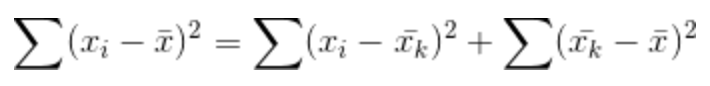 ∑(xᵢ − x̄)² = ∑(xᵢ − x̄ₖ)² + ∑(x̄ₖ − x̄)²